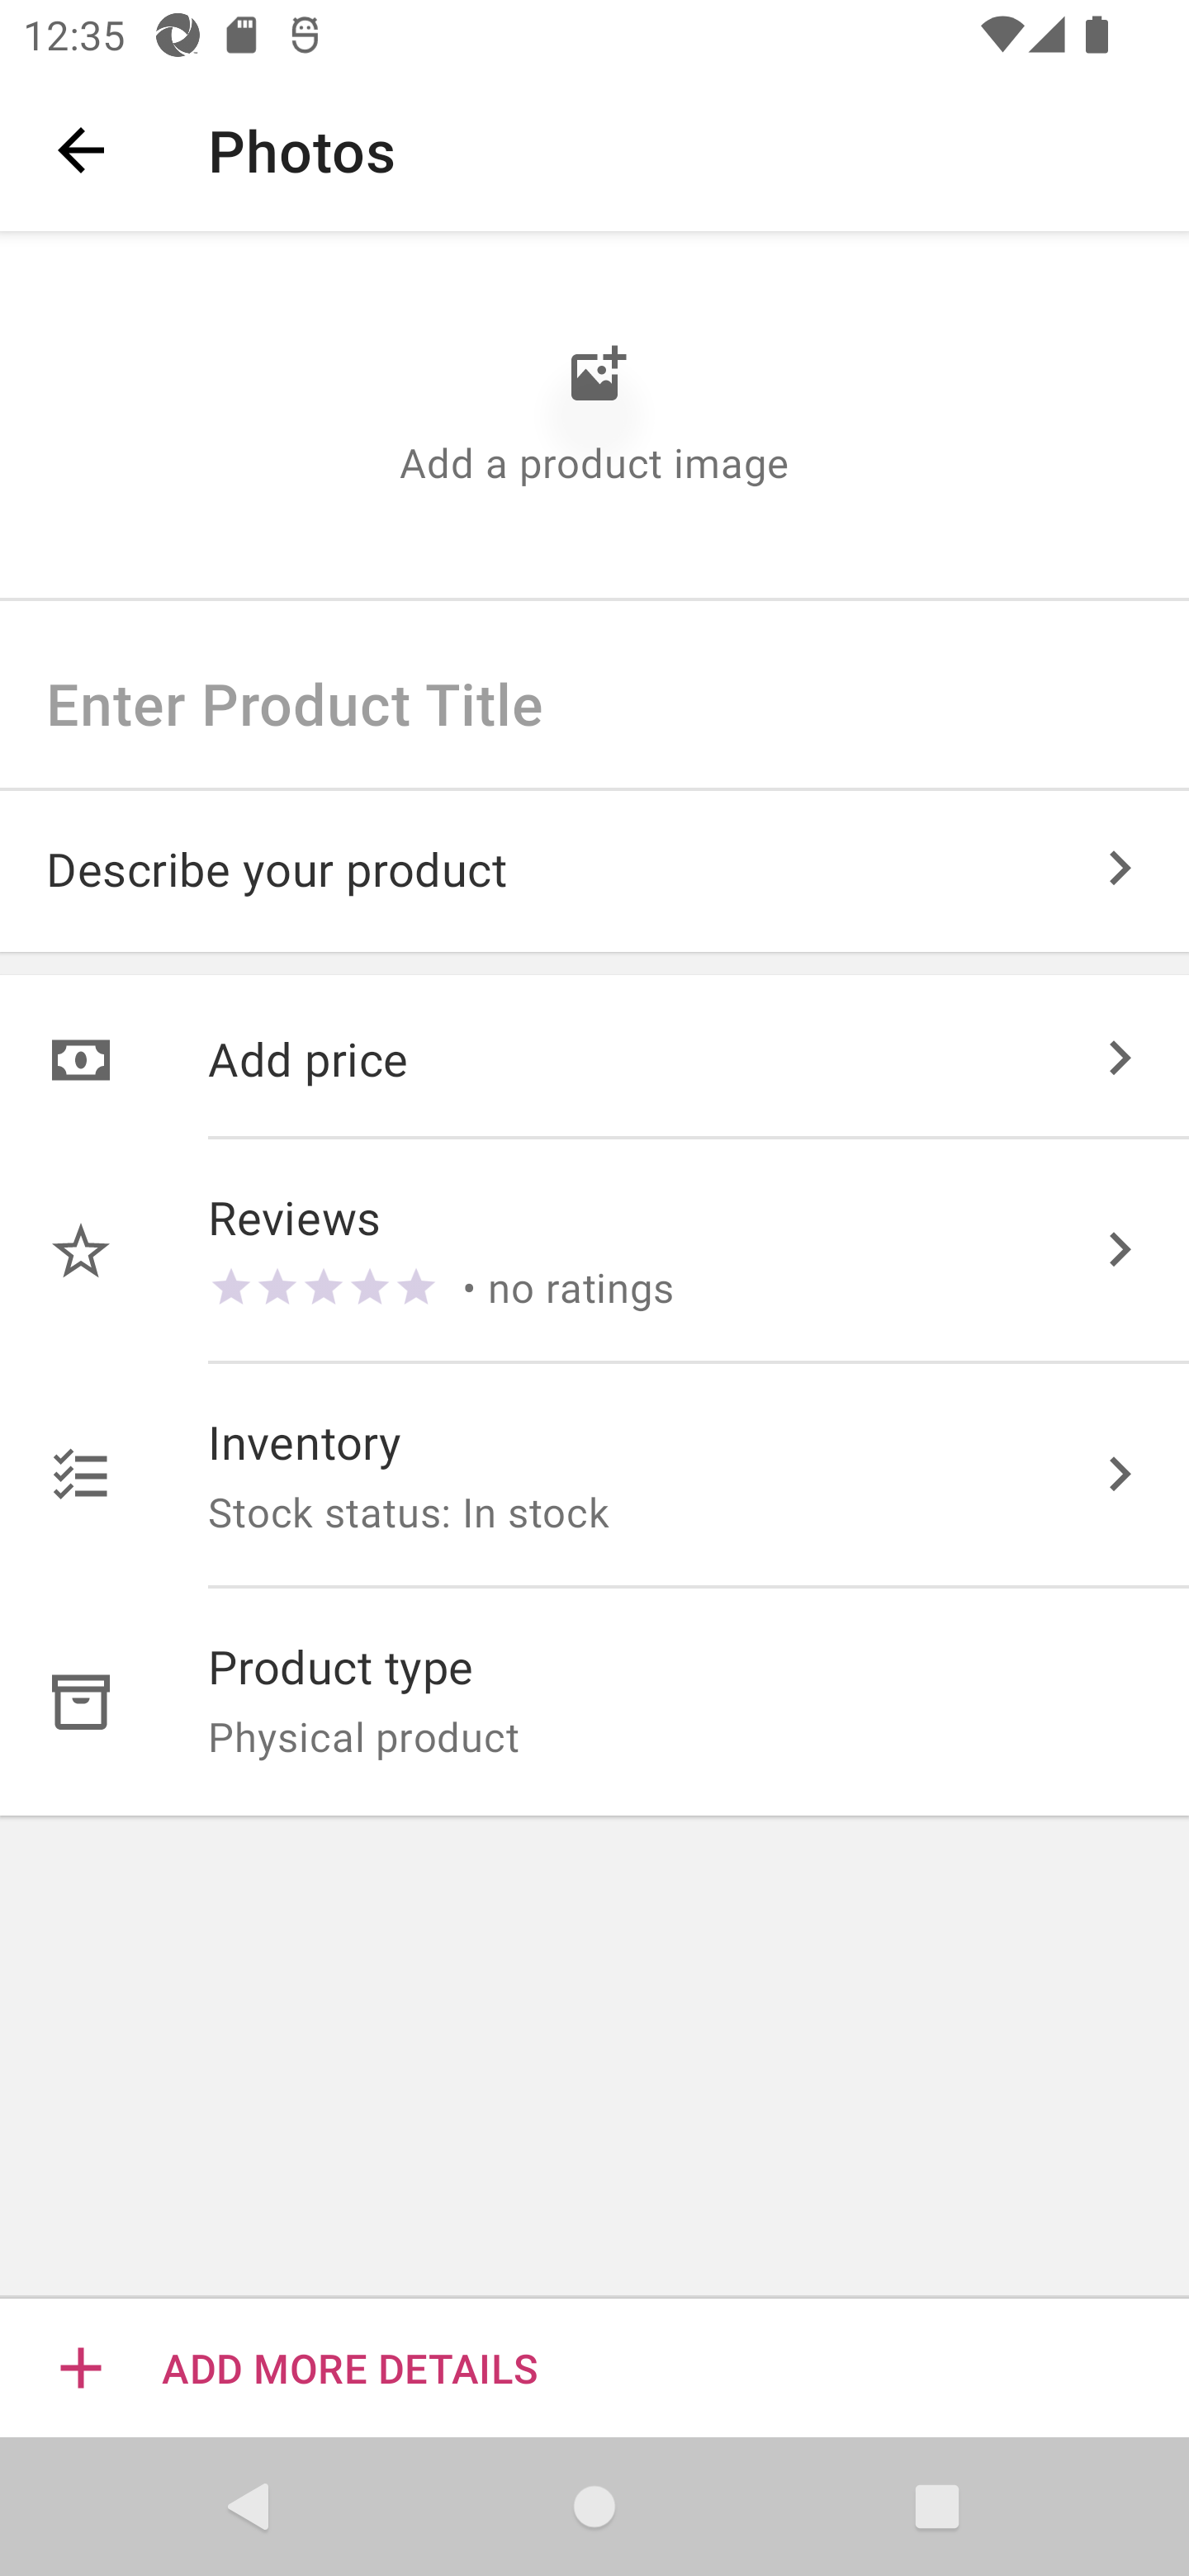 12:35
Photos
Add a product image
Enter Product Title
Describe your product
Add price
Reviews
• no ratings
Inventory
Stock status: In stock
Product type
Physical product
ADD MORE DETAILS